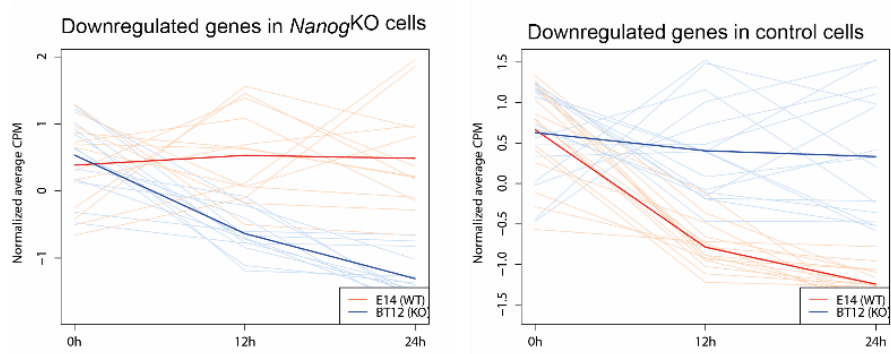 Downregulated genes in NanogKO cells
Normalized average CPM
2
1
0
−1
E14 (WT)
BT12 (KO)
0h
12h
24h
Downregulated genes in control cells
Normalized average CPM
1.5
1.0
0.5
0.0
−0.5
−1.0
−1.5
E14 (WT)
BT12 (KO)
0h
12h
24h